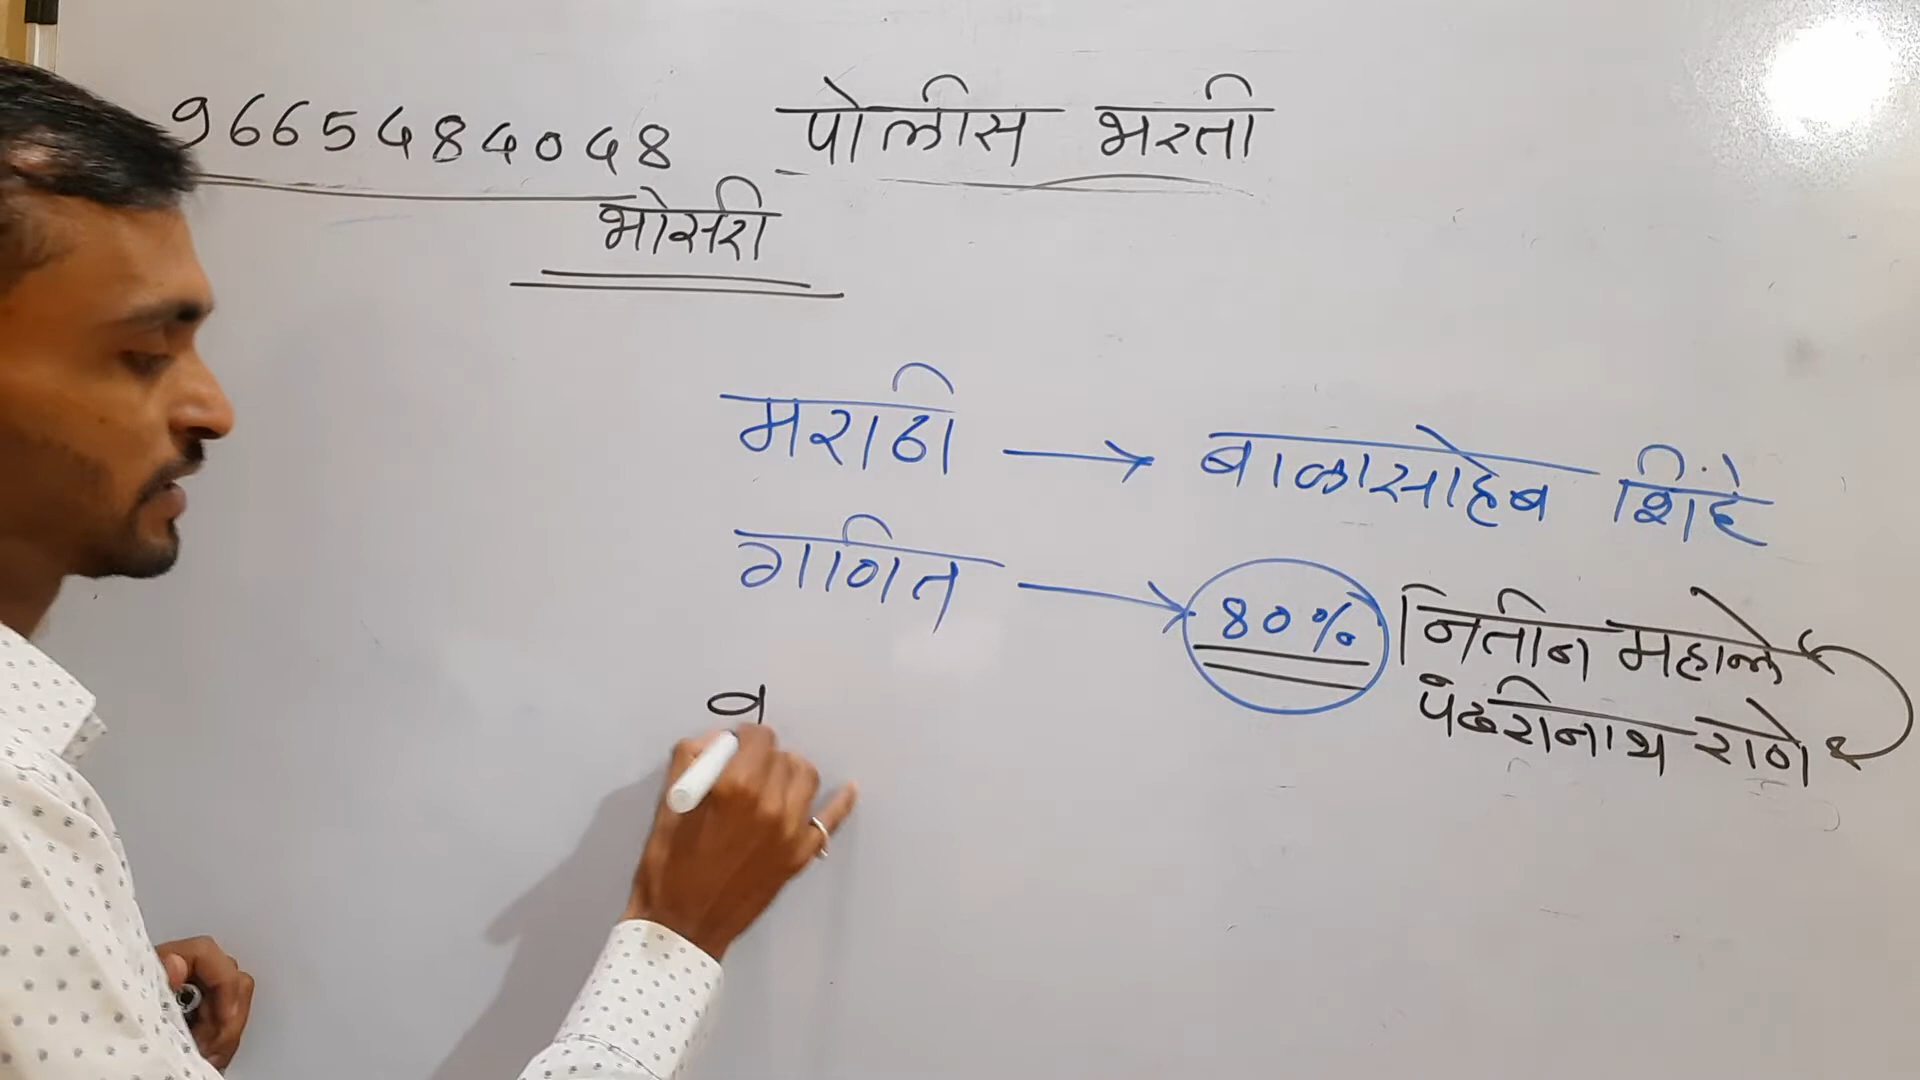 9665484048 पोलीस भरती
भोसरी
मराठी → बाळासाहेब शिंदे
गणित → 80% नितीन महाले
पंढरीनाथ राणे
व